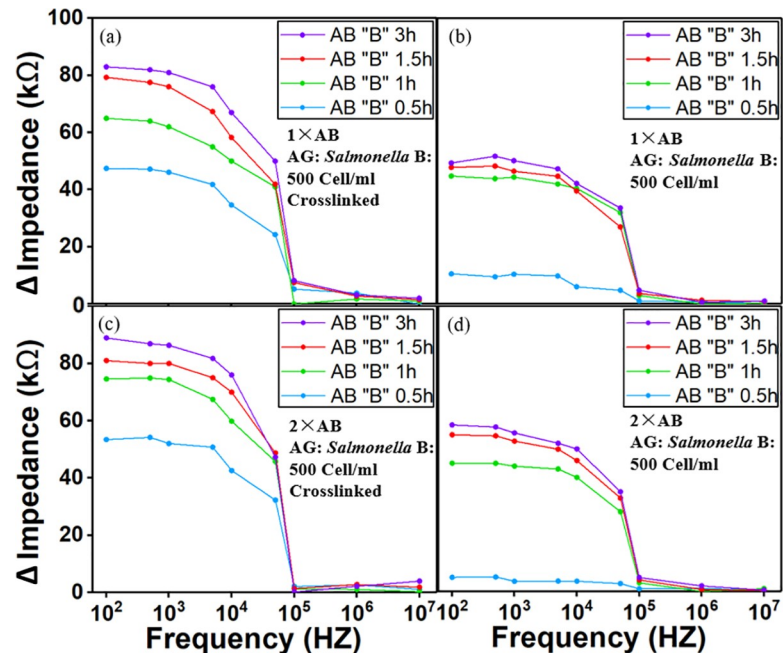 (a)
AB "B" 3h
AB "B" 1.5h
AB "B" 1h
AB "B" 0.5h
1×AB
AG: Salmonella B:
500 Cell/ml
Crosslinked
100
80
60
40
20
0
Δ Impedance (kΩ)
(b)
AB "B" 3h
AB "B" 1.5h
AB "B" 1h
AB "B" 0.5h
1×AB
AG: Salmonella B:
500 Cell/ml
(c)
AB "B" 3h
AB "B" 1.5h
AB "B" 1h
AB "B" 0.5h
2×AB
AG: Salmonella B:
500 Cell/ml
Crosslinked
100
80
60
40
20
0
Δ Impedance (kΩ)
10² 10³ 10⁴ 10⁵ 10⁶ 10⁷
Frequency (HZ)
(d)
AB "B" 3h
AB "B" 1.5h
AB "B" 1h
AB "B" 0.5h
2×AB
AG: Salmonella B:
500 Cell/ml
10² 10³ 10⁴ 10⁵ 10⁶ 10⁷
Frequency (HZ)